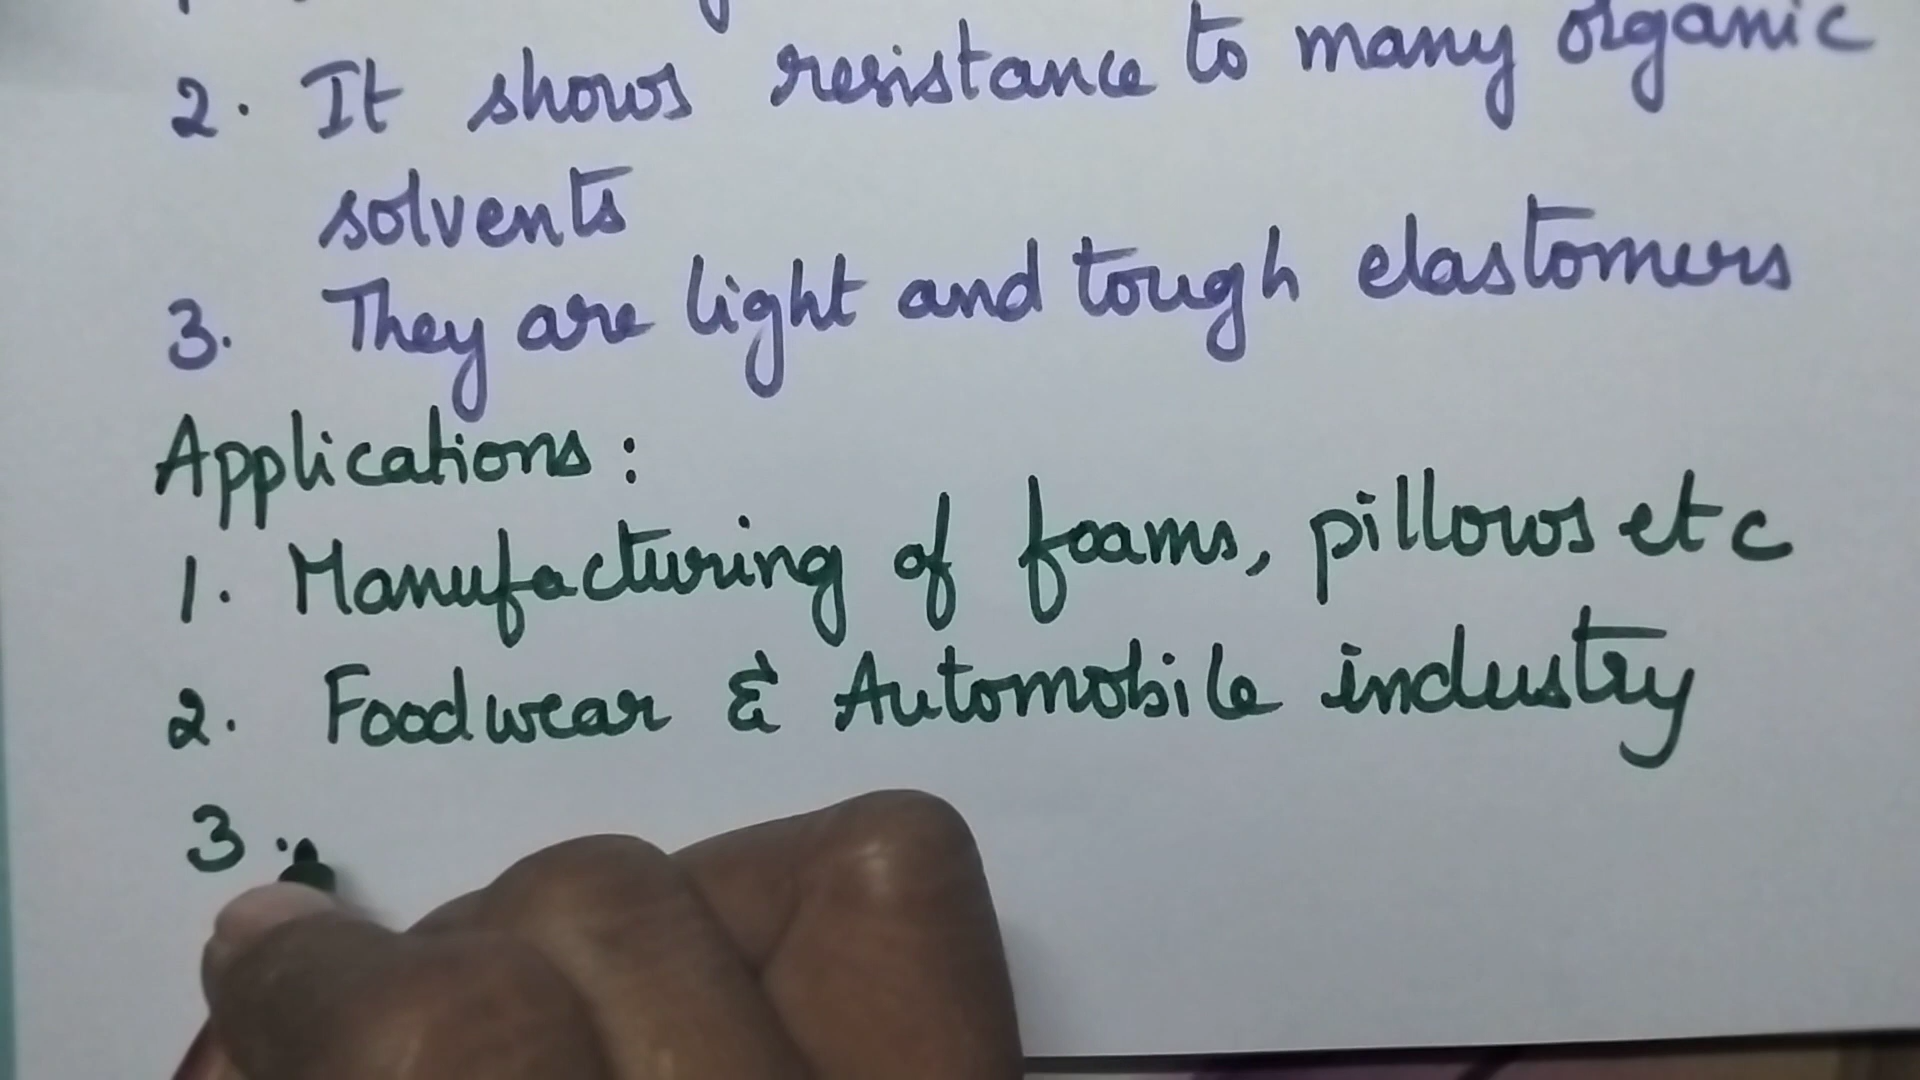 2. It shows resistance to many organic
solvents
3. They are light and tough elastomers
Applications :
1. Manufacturing of foams, pillows etc
2. Foodwear & Automobile industry
3.